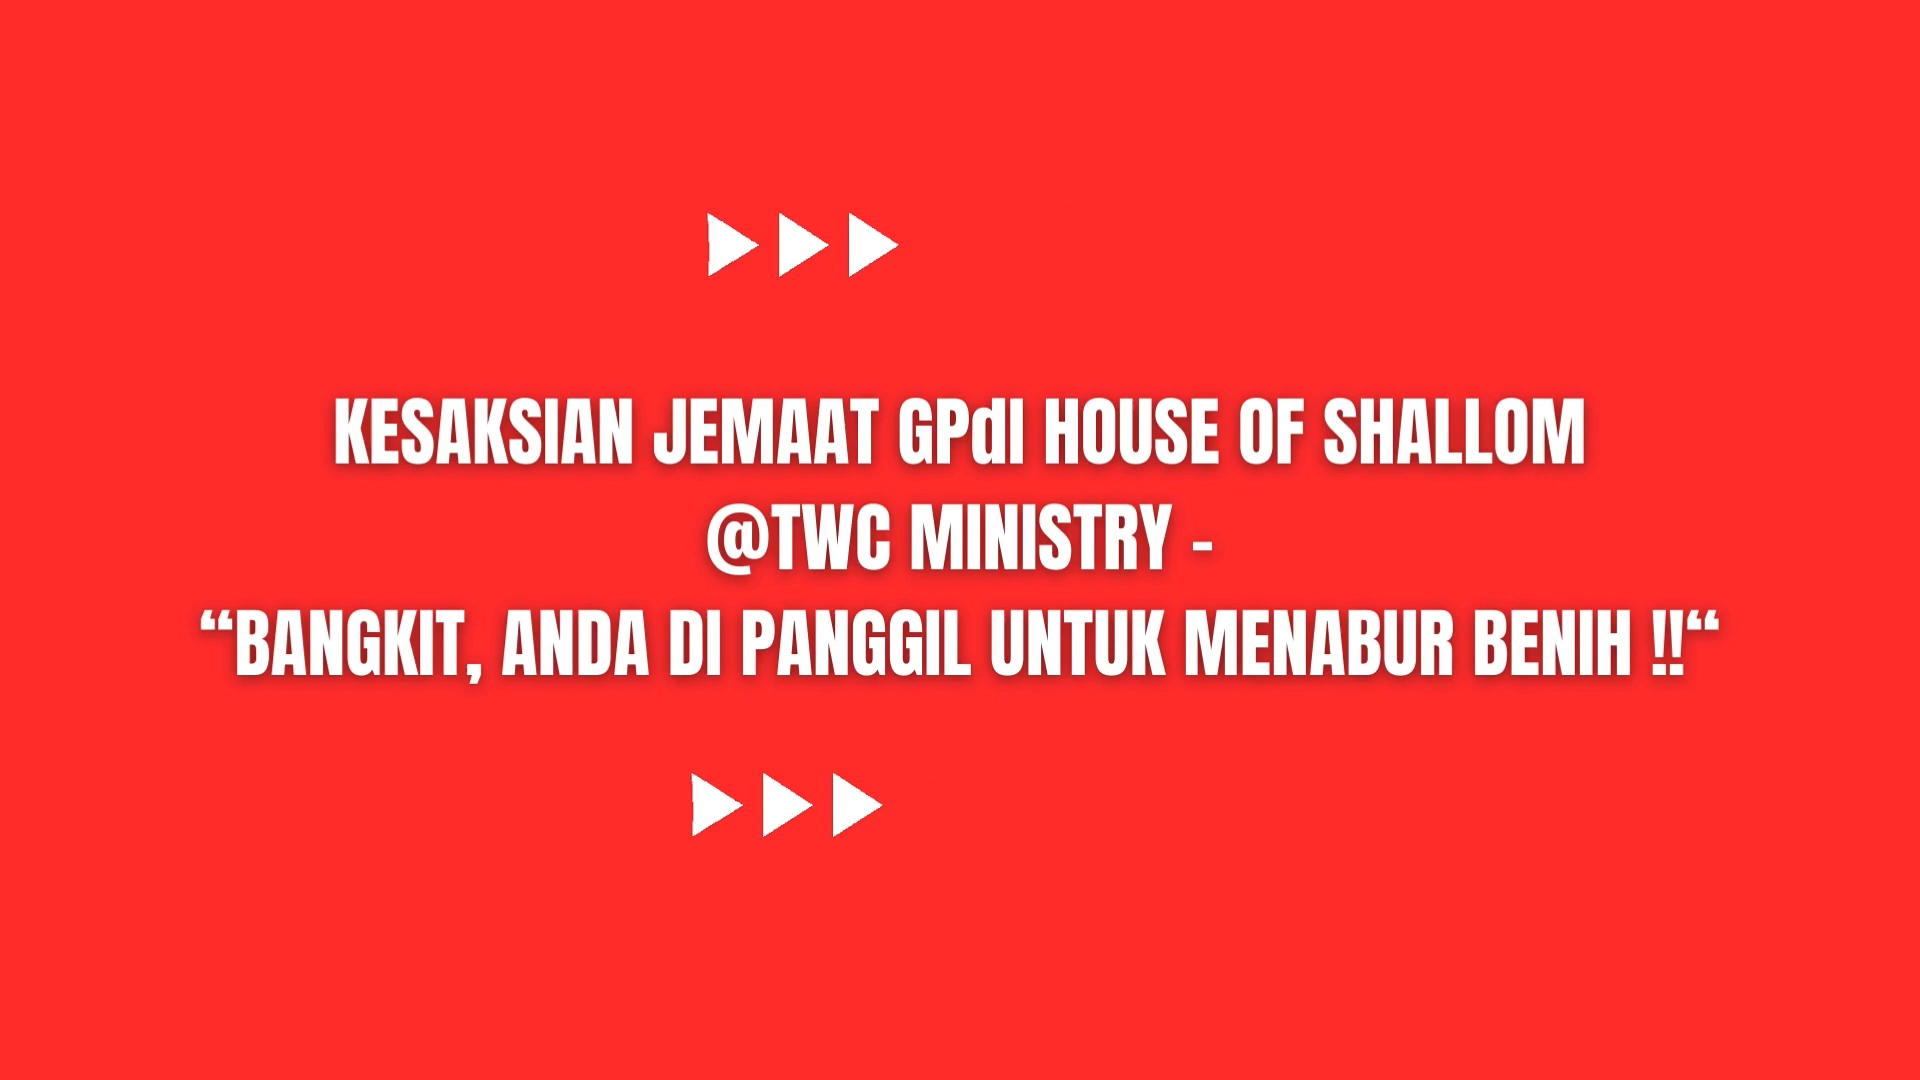 KESAKSIAN JEMAAT GPdI HOUSE OF SHALLOM
@TWC MINISTRY -
“BANGKIT, ANDA DI PANGGIL UNTUK MENABUR BENIH !!“